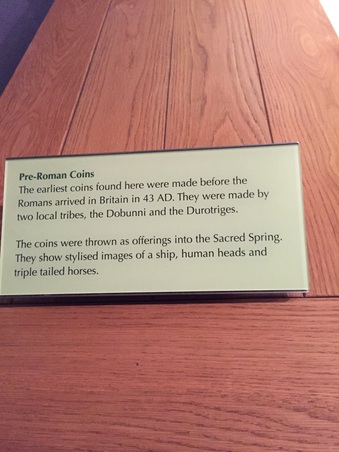 Pre-Roman Coins
The earliest coins found here were made before the
Romans arrived in Britain in 43 AD. They were made by
two local tribes, the Dobunni and the Durotriges.
The coins were thrown as offerings into the Sacred Spring.
They show stylised images of a ship, human heads and
triple tailed horses.